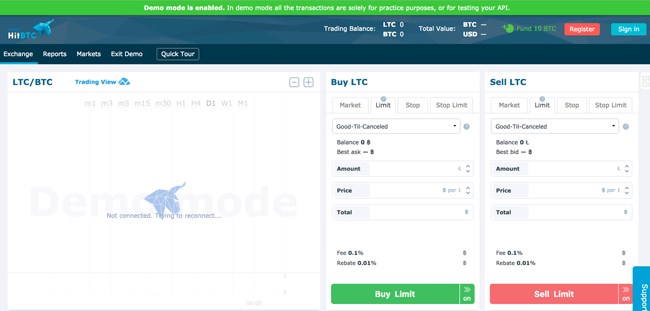 Demo mode is enabled. In demo mode all the transactions are solely for practice purposes, or for testing your API.
HitBTC
Trading Balance: LTC 0 Total Value: BTC — Fund 10 BTC Register Sign In
BTC 0 USD —
Exchange Reports Markets Exit Demo Quick Tour
LTC/BTC Trading View
m1 m3 m5 m15 m30 H1 H4 D1 W1 M1
Demo mode
Not connected. Trying to reconnect...
Buy LTC
Market Limit Stop Stop Limit
Good-Til-Canceled
Balance 0 ฿
Best ask — ฿
Amount Ł
Price ฿ per Ł
Total ฿
Fee 0.1% ฿
Rebate 0.01% ฿
Buy Limit
on
Sell LTC
Market Limit Stop Stop Limit
Good-Til-Canceled
Balance 0 Ł
Best bid — ฿
Amount Ł
Price ฿ per Ł
Total ฿
Fee 0.1% ฿
Rebate 0.01% ฿
Sell Limit
on
Support